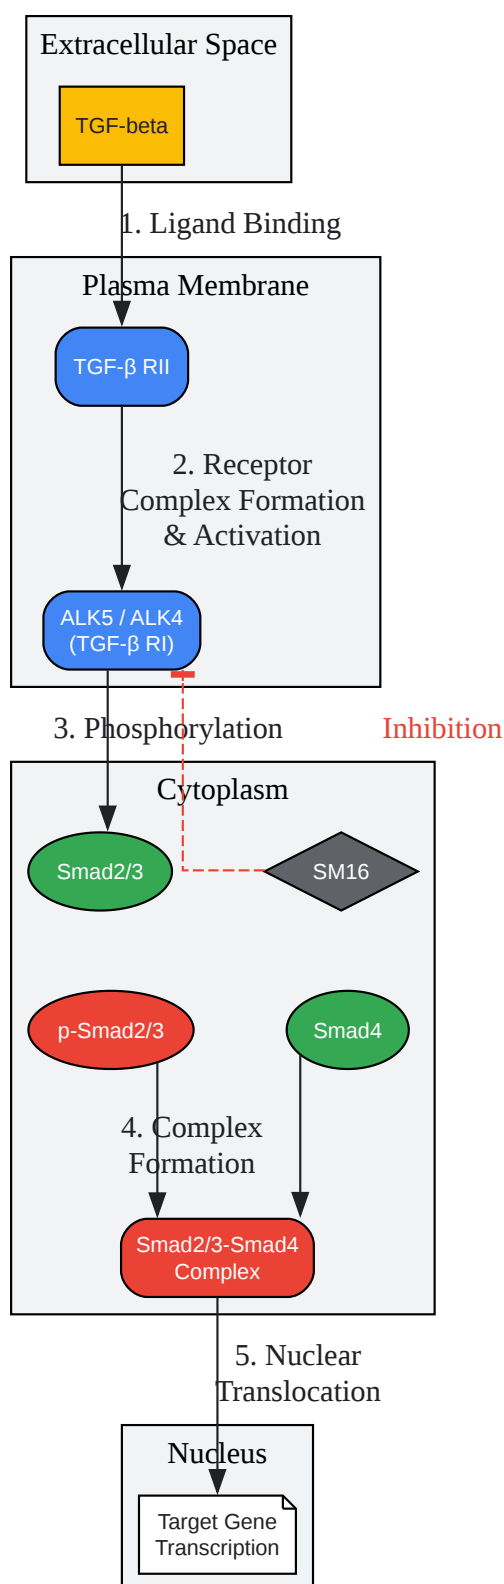 Extracellular Space
TGF-beta
1. Ligand Binding
Plasma Membrane
TGF-β RII
2. Receptor
Complex Formation
& Activation
ALK5 / ALK4
(TGF-β RI)
3. Phosphorylation
Inhibition
Cytoplasm
Smad2/3
SM16
p-Smad2/3
Smad4
4. Complex
Formation
Smad2/3-Smad4
Complex
5. Nuclear
Translocation
Nucleus
Target Gene
Transcription